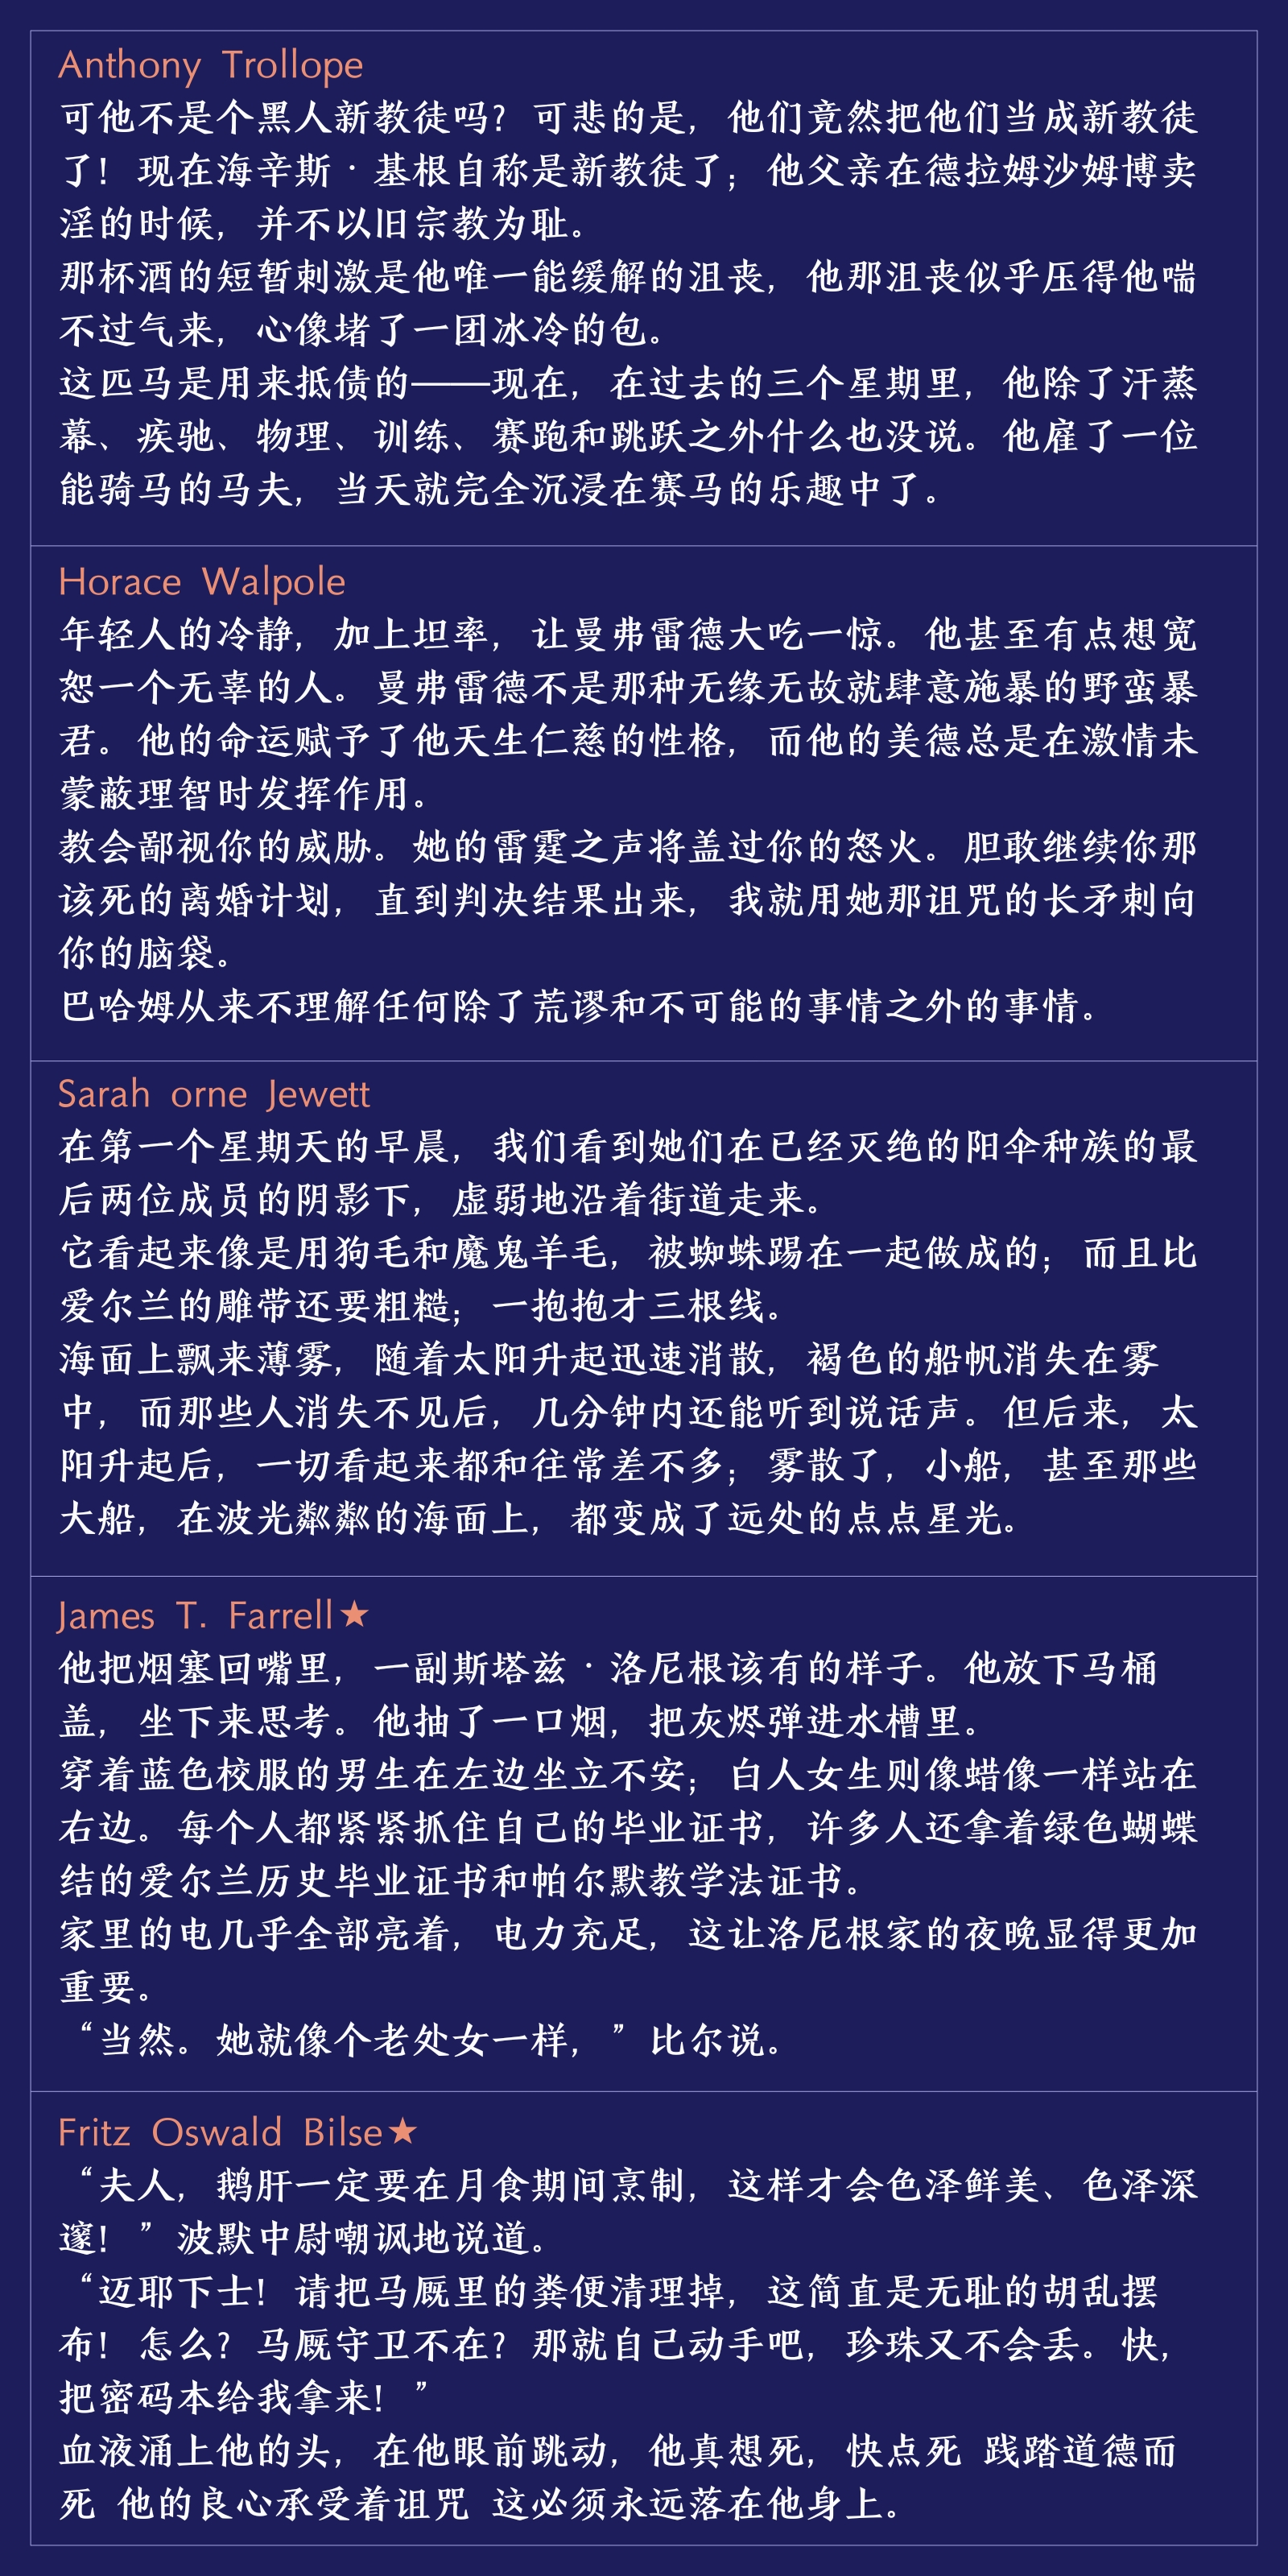 Anthony Trollope
可他不是个黑人新教徒吗？可悲的是，他们竟然把他们当成新教徒
了！现在海辛斯·基根自称是新教徒了；他父亲在德拉姆沙姆博卖
淫的时候，并不以旧宗教为耻。
那杯酒的短暂刺激是他唯一能缓解的沮丧，他那沮丧似乎压得他喘
不过气来，心像堵了一团冰冷的包。
这匹马是用来抵债的——现在，在过去的三个星期里，他除了汗蒸
幕、疾驰、物理、训练、赛跑和跳跃之外什么也没说。他雇了一位
能骑马的马夫，当天就完全沉浸在赛马的乐趣中了。
Horace Walpole
年轻人的冷静，加上坦率，让曼弗雷德大吃一惊。他甚至有点想宽
恕一个无辜的人。曼弗雷德不是那种无缘无故就肆意施暴的野蛮暴
君。他的命运赋予了他天生仁慈的性格，而他的美德总是在激情未
蒙蔽理智时发挥作用。
教会鄙视你的威胁。她的雷霆之声将盖过你的怒火。胆敢继续你那
该死的离婚计划，直到判决结果出来，我就用她那诅咒的长矛刺向
你的脑袋。
巴哈姆从来不理解任何除了荒谬和不可能的事情之外的事情。
Sarah orne Jewett
在第一个星期天的早晨，我们看到她们在已经灭绝的阳伞种族的最
后两位成员的阴影下，虚弱地沿着街道走来。
它看起来像是用狗毛和魔鬼羊毛，被蜘蛛踢在一起做成的；而且比
爱尔兰的雕带还要粗糙；一抱抱才三根线。
海面上飘来薄雾，随着太阳升起迅速消散，褐色的船帆消失在雾
中，而那些人消失不见后，几分钟内还能听到说话声。但后来，太
阳升起后，一切看起来都和往常差不多；雾散了，小船，甚至那些
大船，在波光粼粼的海面上，都变成了远处的点点星光。
James T. Farrell★
他把烟塞回嘴里，一副斯塔兹·洛尼根该有的样子。他放下马桶
盖，坐下来思考。他抽了一口烟，把灰烬弹进水槽里。
穿着蓝色校服的男生在左边坐立不安；白人女生则像蜡像一样站在
右边。每个人都紧紧抓住自己的毕业证书，许多人还拿着绿色蝴蝶
结的爱尔兰历史毕业证书和帕尔默教学法证书。
家里的电几乎全部亮着，电力充足，这让洛尼根家的夜晚显得更加
重要。
“当然。她就像个老处女一样，”比尔说。
Fritz Oswald Bilse★
“夫人，鹅肝一定要在月食期间烹制，这样才会色泽鲜美、色泽深
邃！”波默中尉嘲讽地说道。
“迈耶下士！请把马厩里的粪便清理掉，这简直是无耻的胡乱摆
布！怎么？马厩守卫不在？那就自己动手吧，珍珠又不会丢。快，
把密码本给我拿来！”
血液涌上他的头，在他眼前跳动，他真想死，快点死 践踏道德而
死 他的良心承受着诅咒 这必须永远落在他身上。